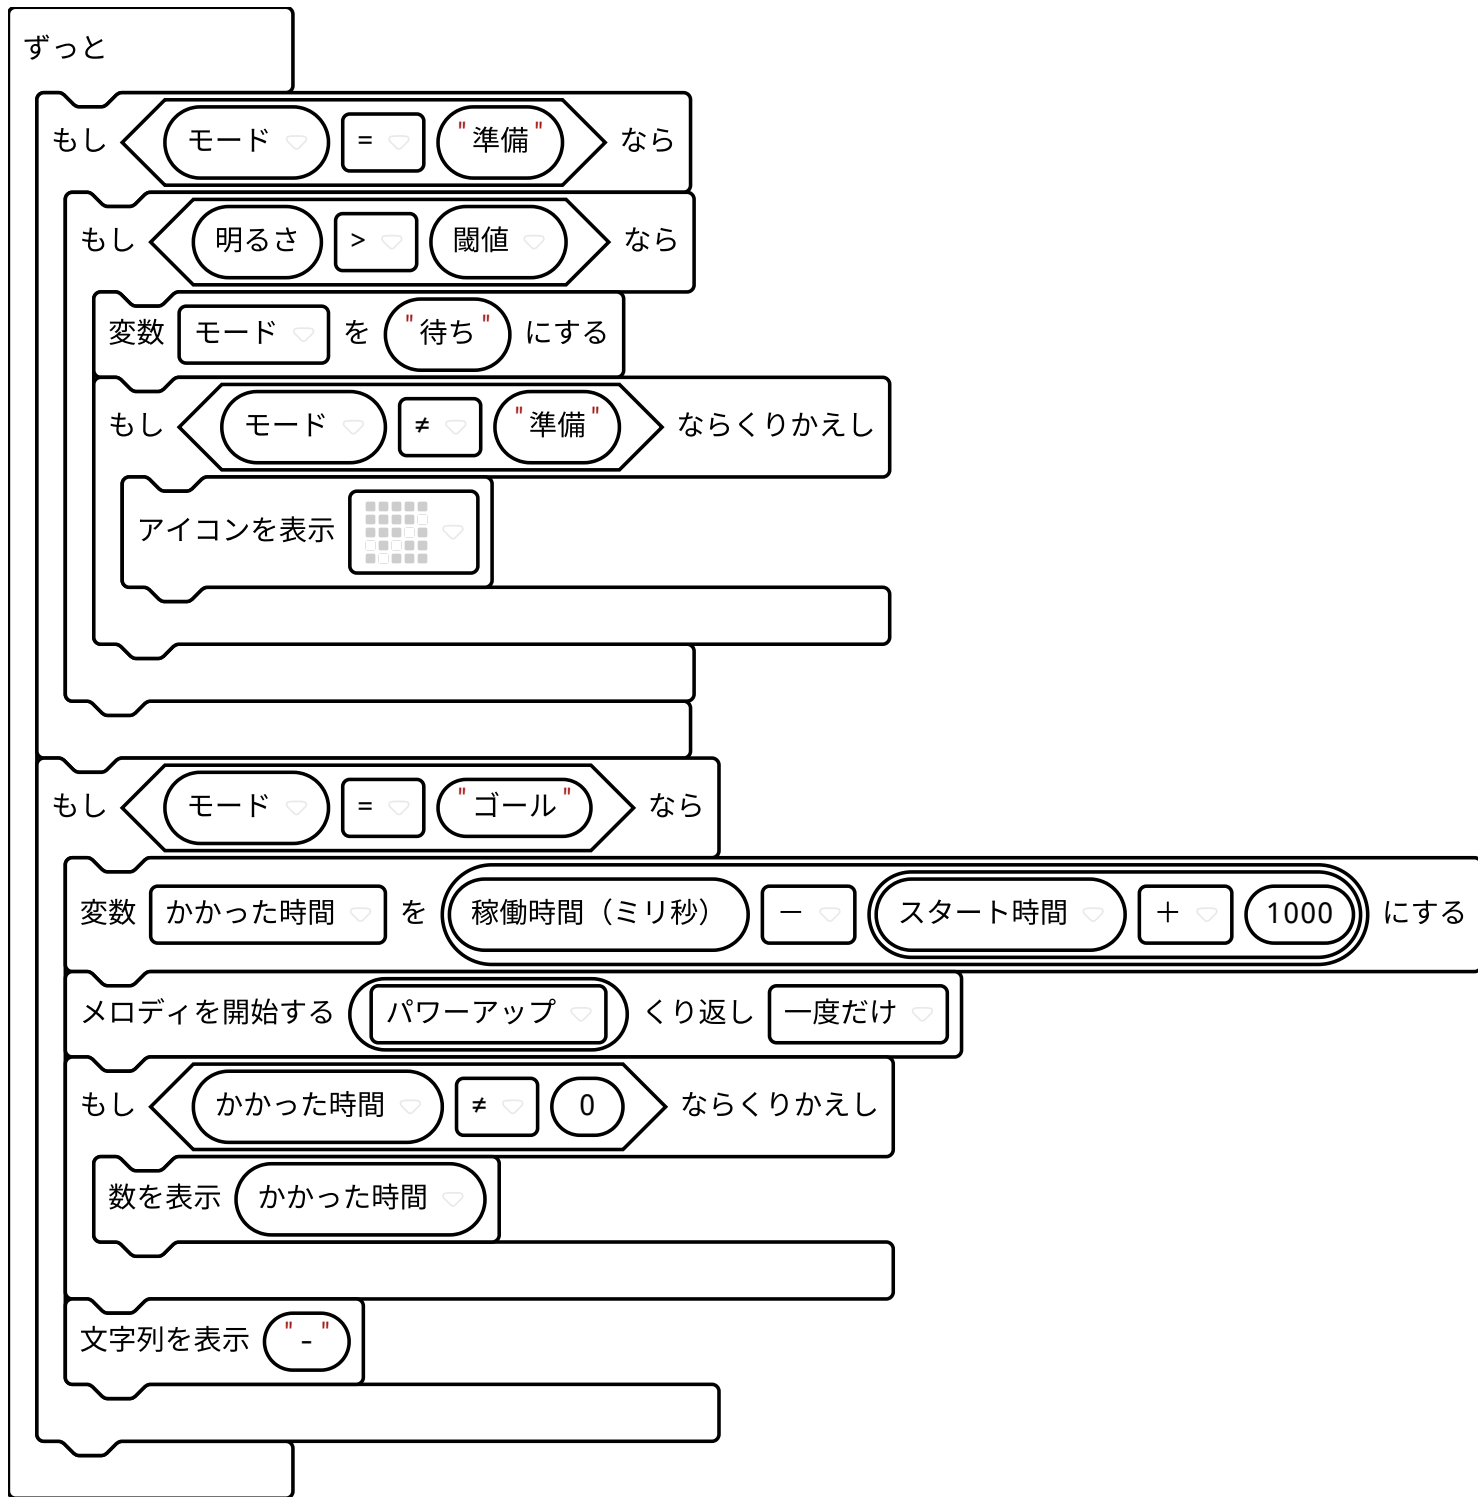 ずっと
もし モード = "準備" なら
もし 明るさ > 閾値 なら
変数 モード を "待ち" にする
もし モード ≠ "準備" ならくりかえし
アイコンを表示
もし モード = "ゴール" なら
変数 かかった時間 を 稼働時間（ミリ秒） － スタート時間 ＋ 1000 にする
メロディを開始する パワーアップ くり返し 一度だけ
もし かかった時間 ≠ 0 ならくりかえし
数を表示 かかった時間
文字列を表示 "-"